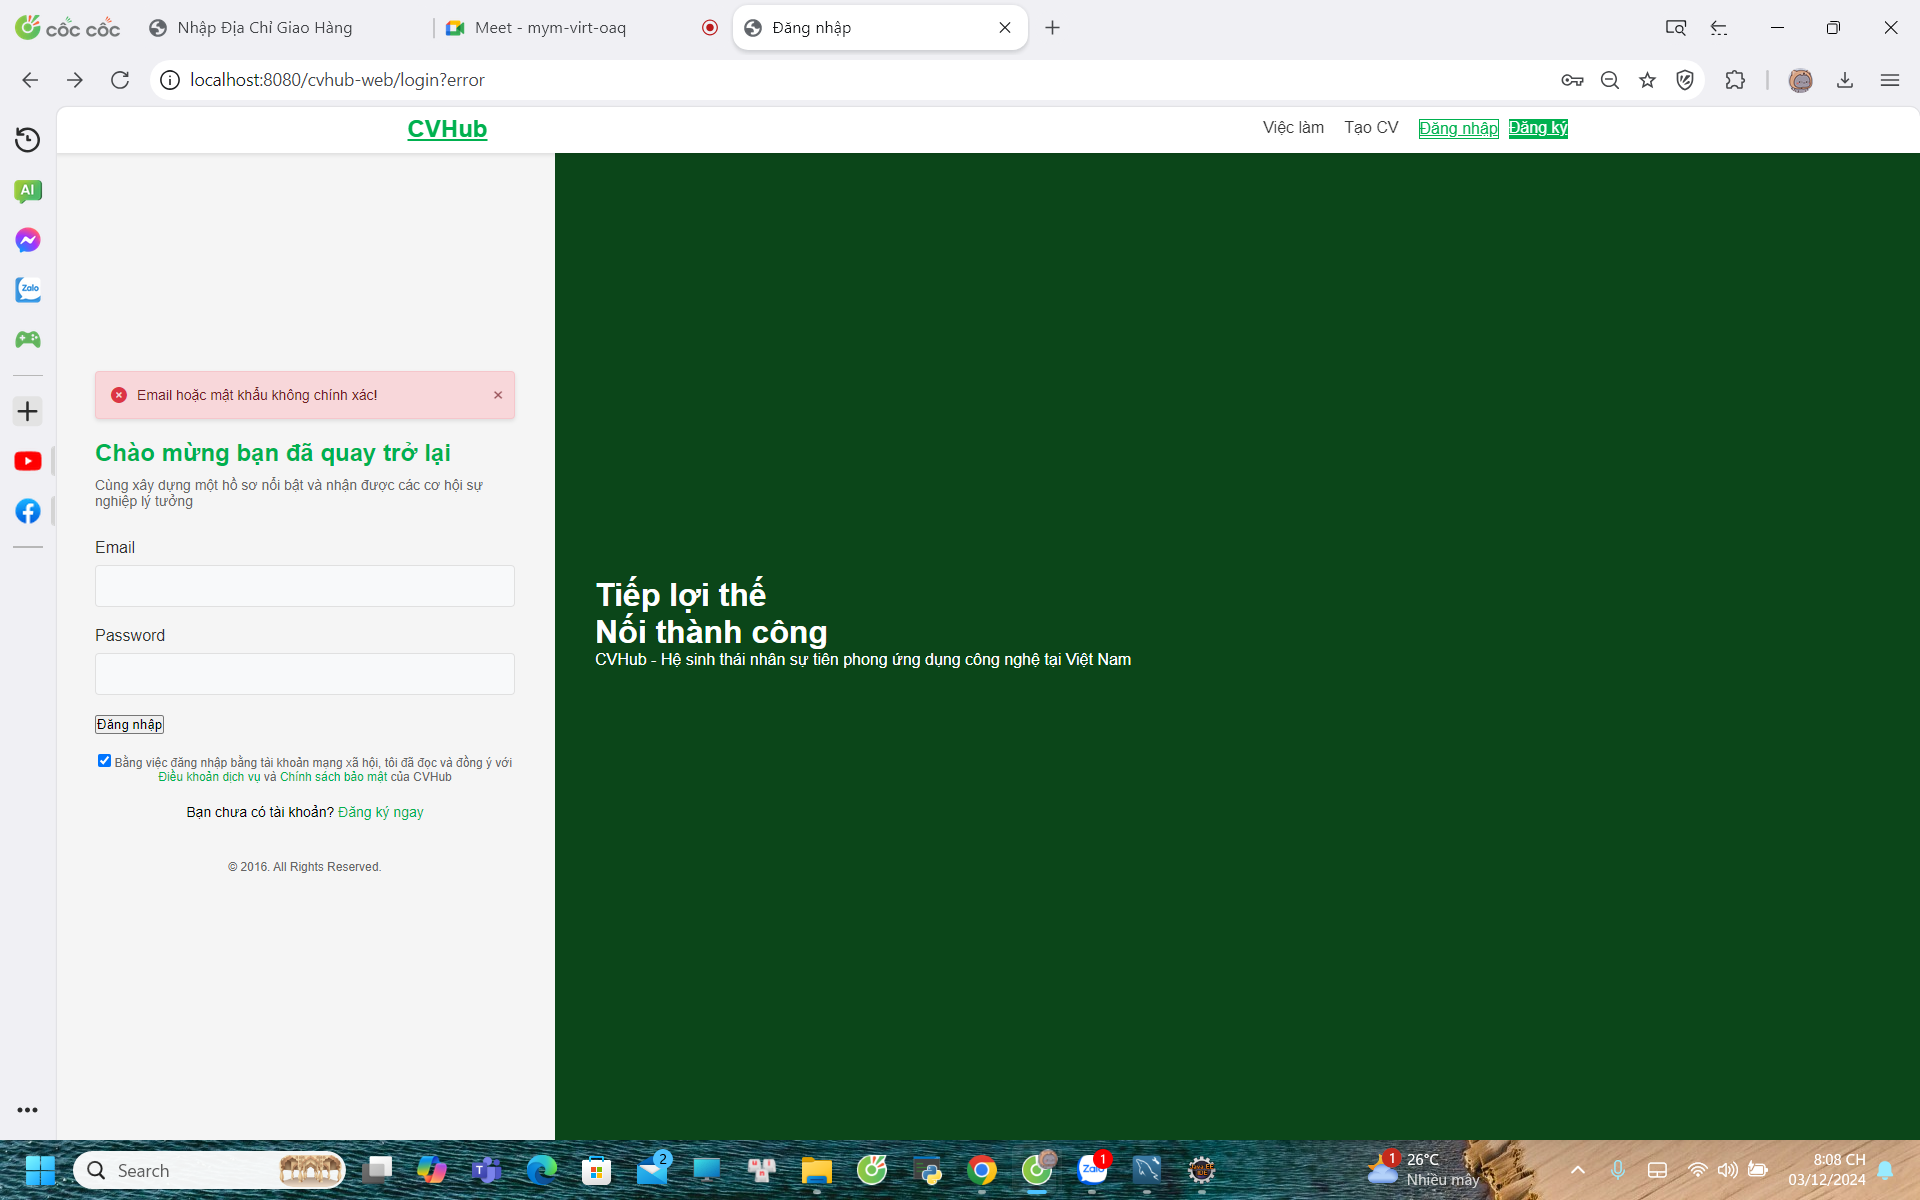 cốc cốc
Nhập Địa Chỉ Giao Hàng
Meet - mym-virt-oaq
Đăng nhập
localhost:8080/cvhub-web/login?error
CVHub
Việc làm
Tạo CV
Đăng nhập
Đăng ký
AI
Zalo
Email hoặc mật khẩu không chính xác!
Chào mừng bạn đã quay trở lại
Cùng xây dựng một hồ sơ nổi bật và nhận được các cơ hội sự
nghiệp lý tưởng
Email
Password
Đăng nhập
Bằng việc đăng nhập bằng tài khoản mạng xã hội, tôi đã đọc và đồng ý với
Điều khoản dịch vụ và Chính sách bảo mật của CVHub
Bạn chưa có tài khoản? Đăng ký ngay
© 2016. All Rights Reserved.
Tiếp lợi thế
Nối thành công
CVHub - Hệ sinh thái nhân sự tiên phong ứng dụng công nghệ tại Việt Nam
Search
2
Zalo
1
1
26°C
Nhiều mây
8:08 CH
03/12/2024